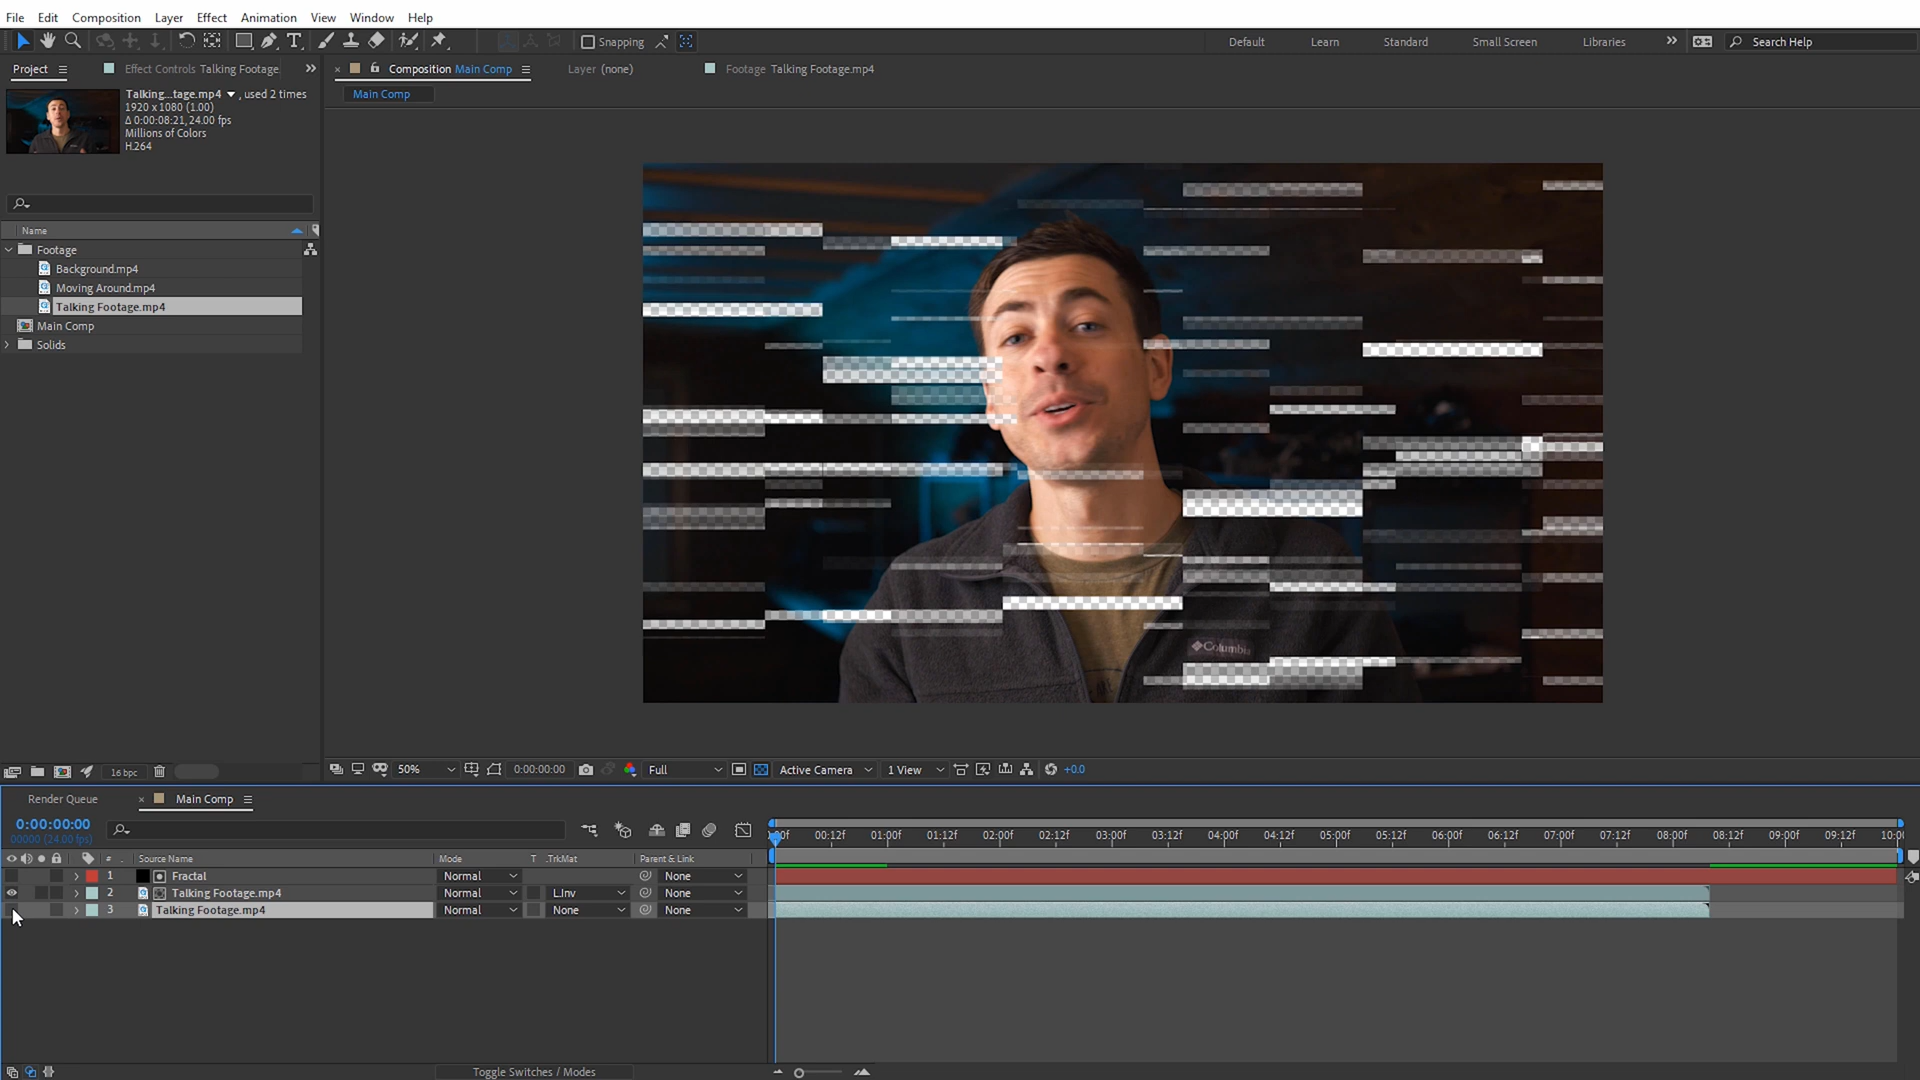 File Edit Composition Layer Effect Animation View Window Help
Snapping Default Learn Standard Small Screen Libraries Search Help
Project Effect Controls Talking Footage. Composition Main Comp Layer (none) Footage Talking Footage.mp4
Main Comp
Talking...tage.mp4 , used 2 times
1920 x 1080 (1.00)
Δ 0:00:08:21, 24.00 fps
Millions of Colors
H.264
Name
Footage
Background.mp4
Moving Around.mp4
Talking Footage.mp4
Main Comp
Solids
Columbia
16 bpc 50% 0:00:00:00 Full Active Camera 1 View +0.0
Render Queue Main Comp
0:00:00:00
00000 (24.00 fps)
:00f 00:12f 01:00f 01:12f 02:00f 02:12f 03:00f 03:12f 04:00f 04:12f 05:00f 05:12f 06:00f 06:12f 07:00f 07:12f 08:00f 08:12f 09:00f 09:12f 10:00
# Source Name Mode T .TrkMat Parent & Link
1 Fractal Normal None
2 Talking Footage.mp4 Normal L.Inv None
3 Talking Footage.mp4 Normal None None
Toggle Switches / Modes